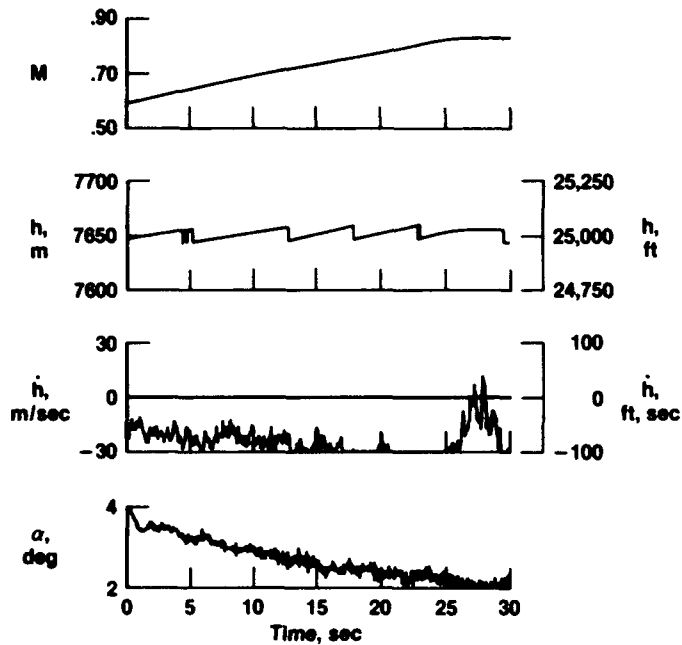 .90
M
.70
.50
7700
25,250
h,
m
7650
25,000
h,
ft
7600
24,750
30
100
ḣ,
m/sec
0
0
ḣ,
ft, sec
−30
−100
4
α,
deg
2
0 5 10 15 20 25 30
Time, sec